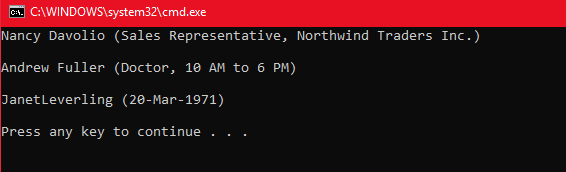 C:\WINDOWS\system32\cmd.exe
Nancy Davolio (Sales Representative, Northwind Traders Inc.)
Andrew Fuller (Doctor, 10 AM to 6 PM)
JanetLeverling (20-Mar-1971)
Press any key to continue . . .